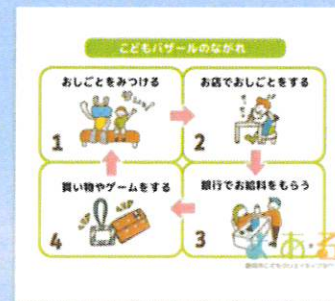 こどもバザールのながれ
おしごとをみつける
1
お店でおしごとをする
2
銀行でお給料をもらう
3
買い物やゲームをする
4